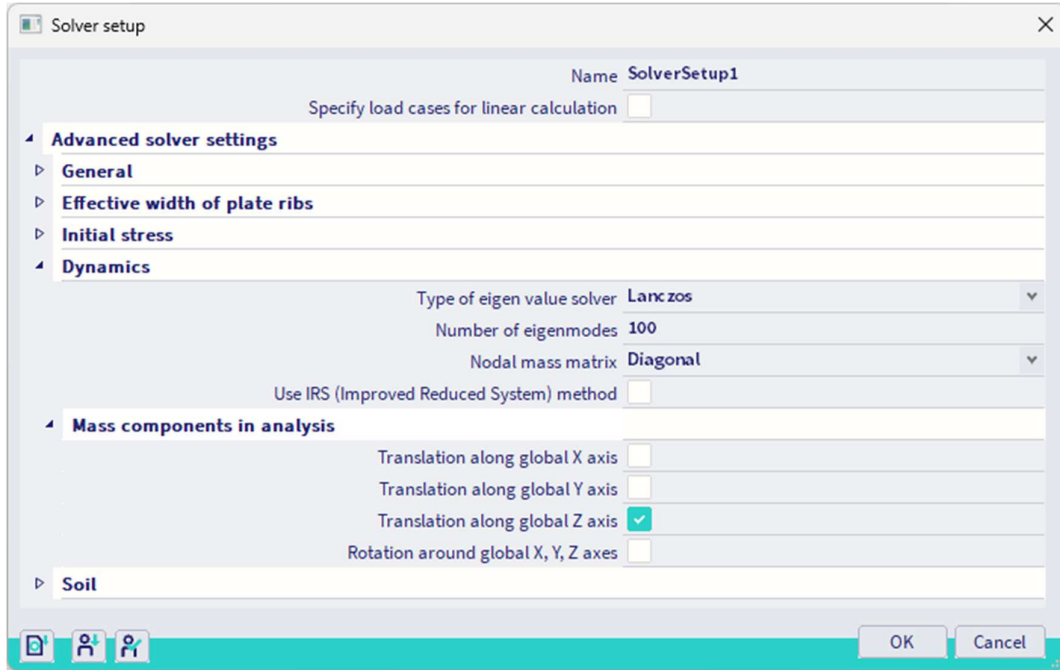 Solver setup
Name SolverSetup1
Specify load cases for linear calculation
Advanced solver settings
General
Effective width of plate ribs
Initial stress
Dynamics
Type of eigen value solver Lanczos
Number of eigenmodes 100
Nodal mass matrix Diagonal
Use IRS (Improved Reduced System) method
Mass components in analysis
Translation along global X axis
Translation along global Y axis
Translation along global Z axis
Rotation around global X, Y, Z axes
Soil
OK Cancel